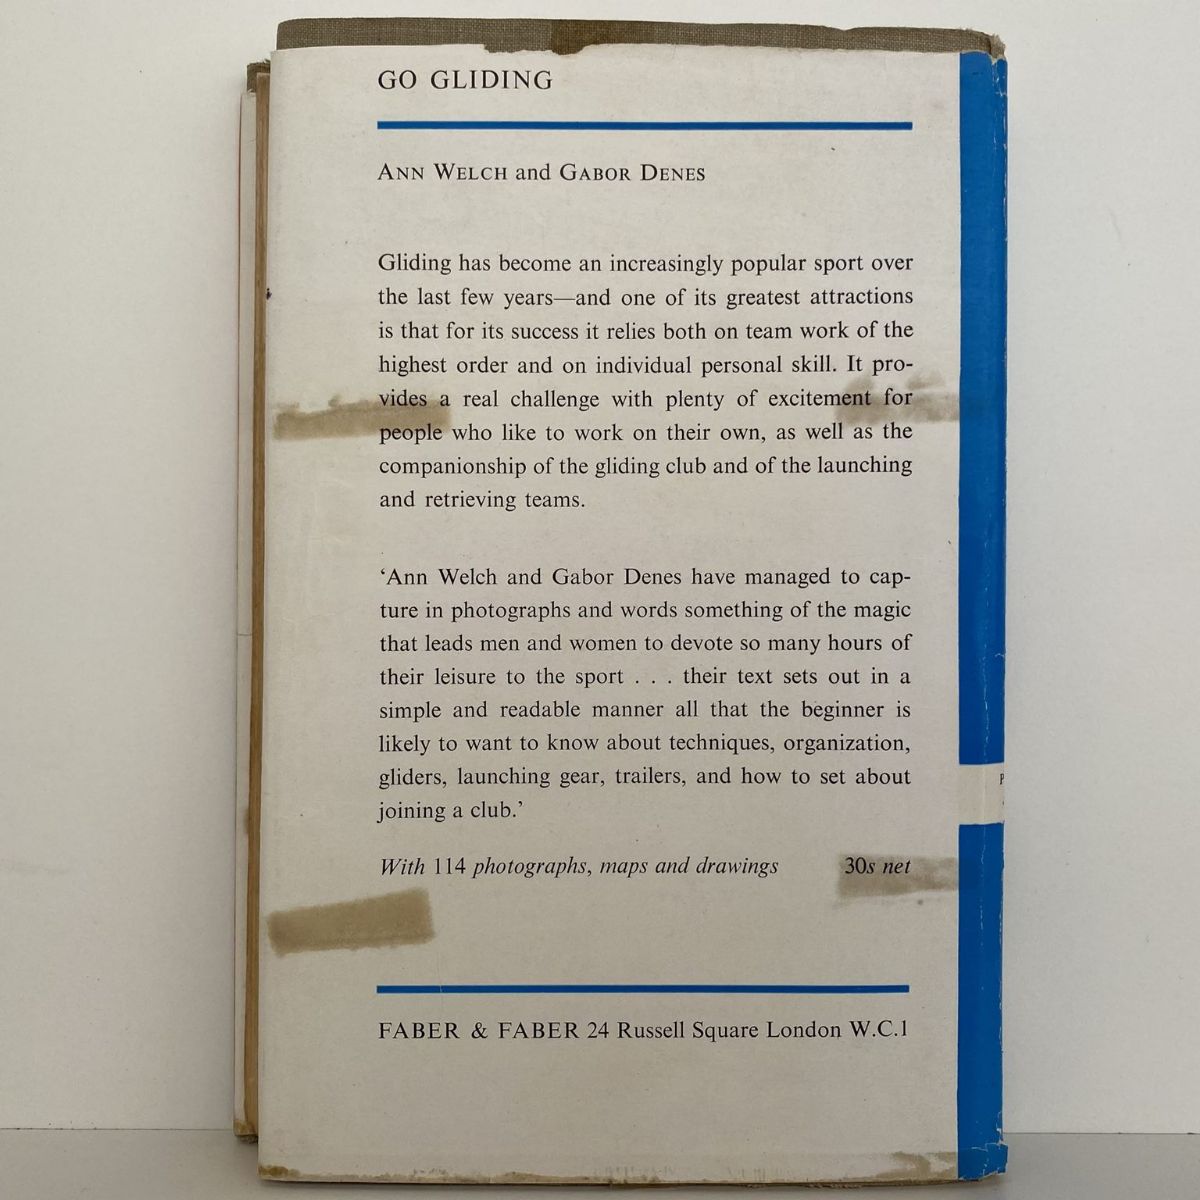 GO GLIDING
ANN WELCH and GABOR DENES
Gliding has become an increasingly popular sport over
the last few years—and one of its greatest attractions
is that for its success it relies both on team work of the
highest order and on individual personal skill. It pro-
vides a real challenge with plenty of excitement for
people who like to work on their own, as well as the
companionship of the gliding club and of the launching
and retrieving teams.
‘Ann Welch and Gabor Denes have managed to cap-
ture in photographs and words something of the magic
that leads men and women to devote so many hours of
their leisure to the sport . . . their text sets out in a
simple and readable manner all that the beginner is
likely to want to know about techniques, organization,
gliders, launching gear, trailers, and how to set about
joining a club.’
With 114 photographs, maps and drawings 30s net
FABER & FABER 24 Russell Square London W.C.1